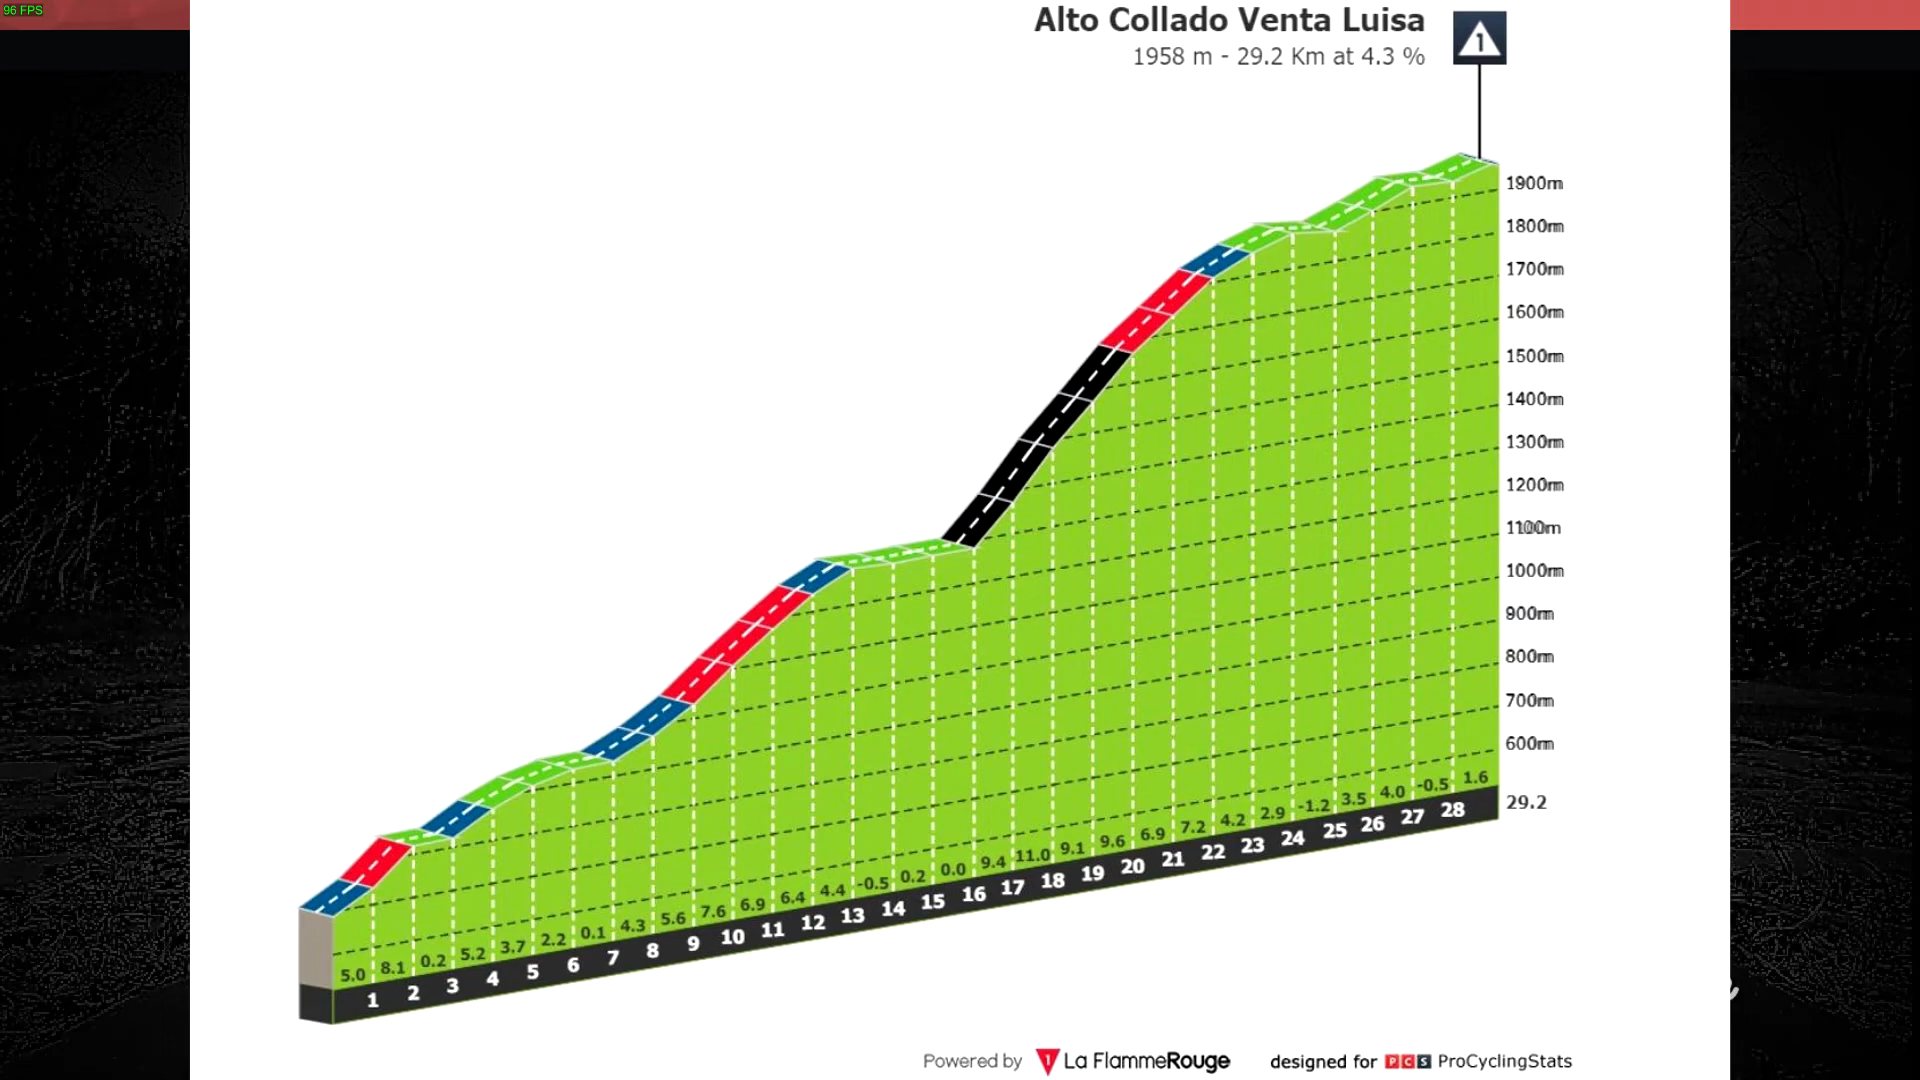 96 FPS
Alto Collado Venta Luisa
1
1958 m - 29.2 Km at 4.3 %
1900m
1800m
1700m
1600m
1500m
1400m
1300m
1200m
1100m
1000m
900m
800m
700m
600m
29.2
5.0 8.1 0.2 5.2 3.7 2.2 0.1 4.3 5.6 7.6 6.9 6.4 4.4 -0.5 0.2 0.0 9.4 11.0 9.1 9.6 6.9 7.2 4.2 2.9 -1.2 3.5 4.0 -0.5 1.6
1 2 3 4 5 6 7 8 9 10 11 12 13 14 15 16 17 18 19 20 21 22 23 24 25 26 27 28
Powered by 1 La FlammeRouge designed for PCS ProCyclingStats